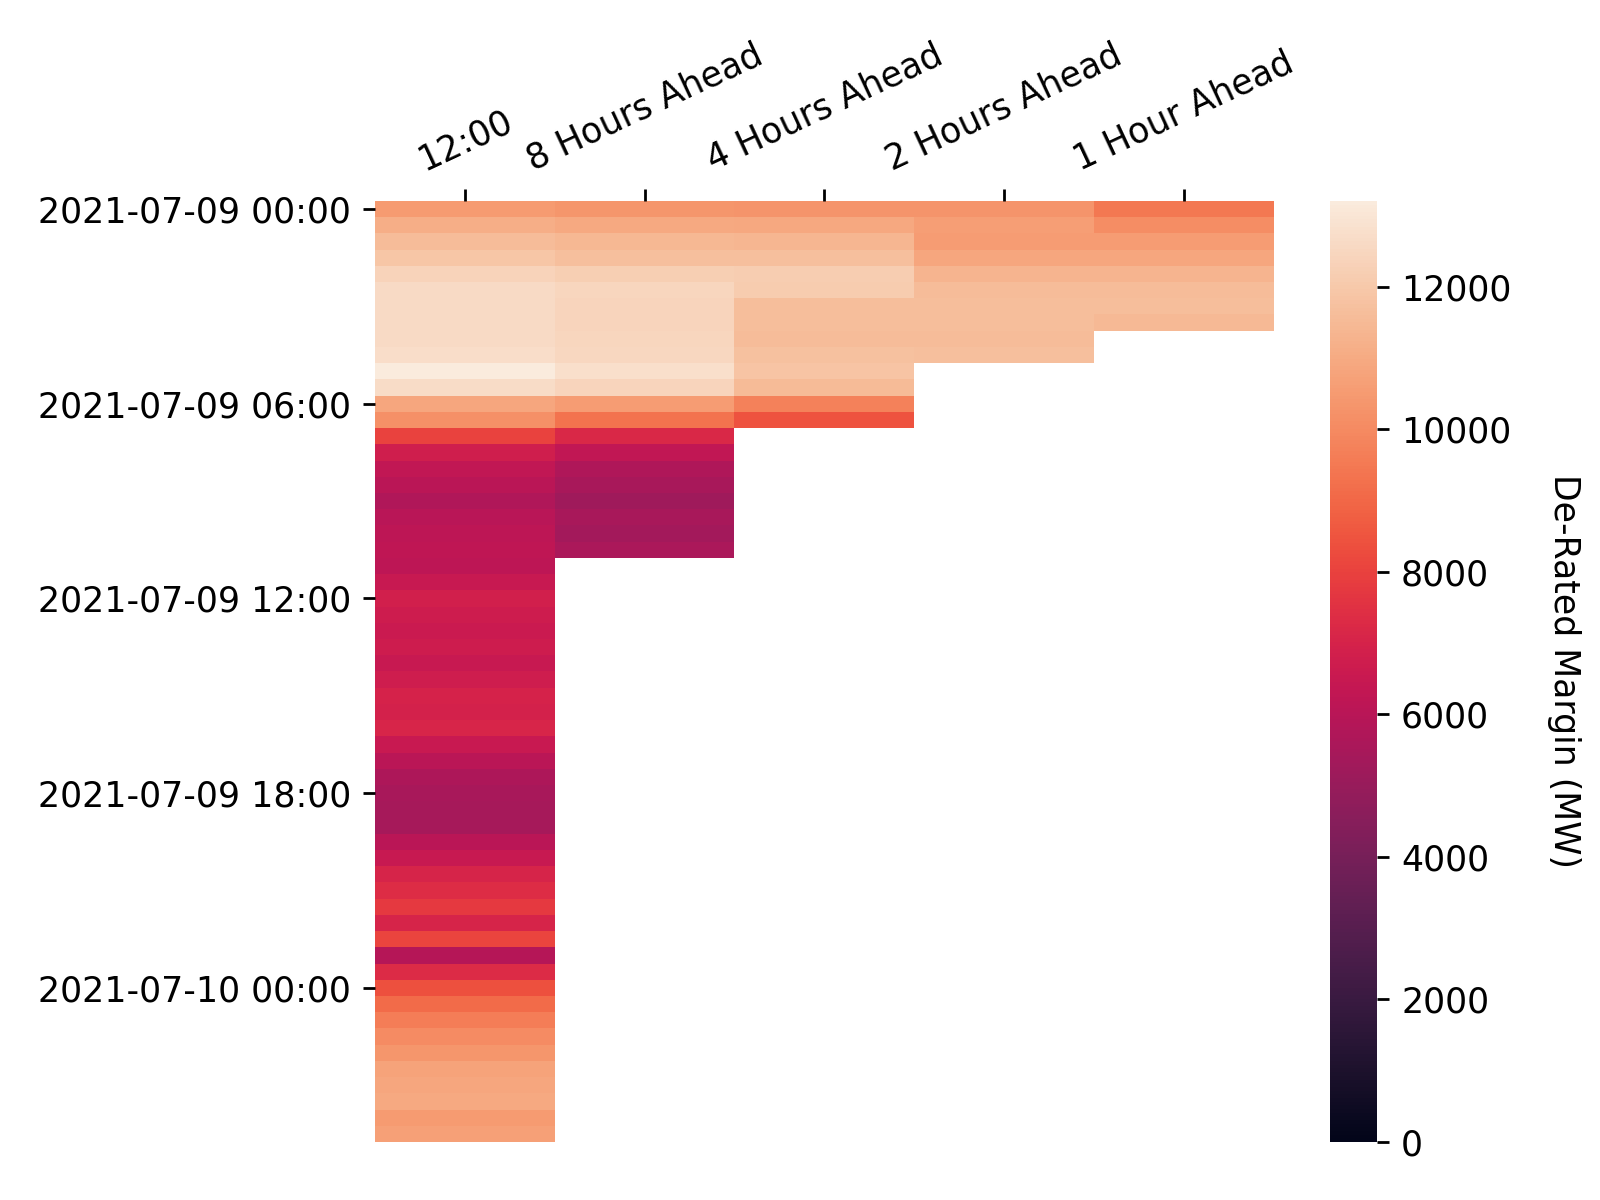 12:00
8 Hours Ahead
4 Hours Ahead
2 Hours Ahead
1 Hour Ahead
2021-07-09 00:00
2021-07-09 06:00
2021-07-09 12:00
2021-07-09 18:00
2021-07-10 00:00
12000
10000
8000
6000
4000
2000
0
De-Rated Margin (MW)